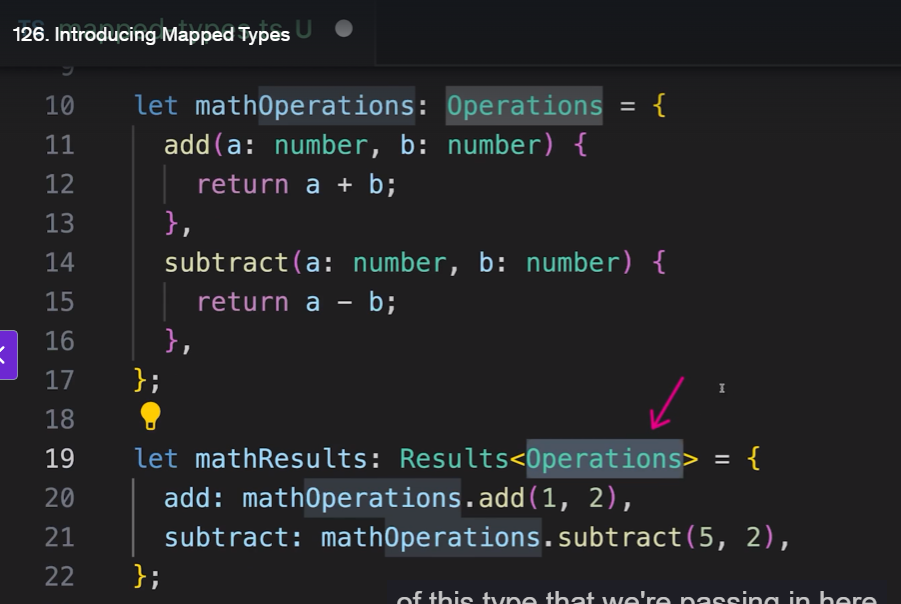 126. Introducing Mapped Types
TS mapped-types.ts U
9
10 let mathOperations: Operations = {
11 add(a: number, b: number) {
12 return a + b;
13 },
14 subtract(a: number, b: number) {
15 return a - b;
16 },
17 };
18
19 let mathResults: Results<Operations> = {
20 add: mathOperations.add(1, 2),
21 subtract: mathOperations.subtract(5, 2),
22 };
of this type that we're passing in here